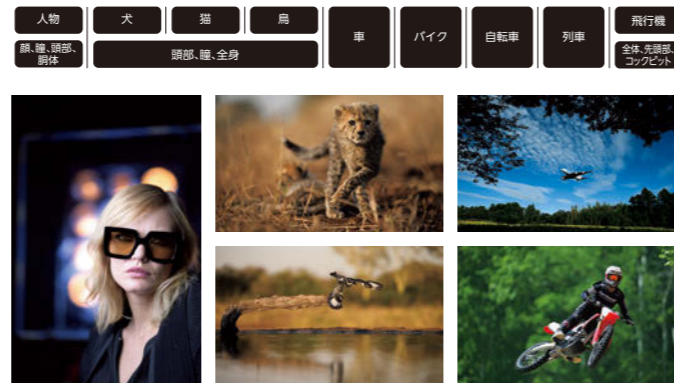 人物
犬
猫
鳥
車
バイク
自転車
列車
飛行機
顔、瞳、頭部、
胴体
頭部、瞳、全身
全体、先頭部、
コックピット